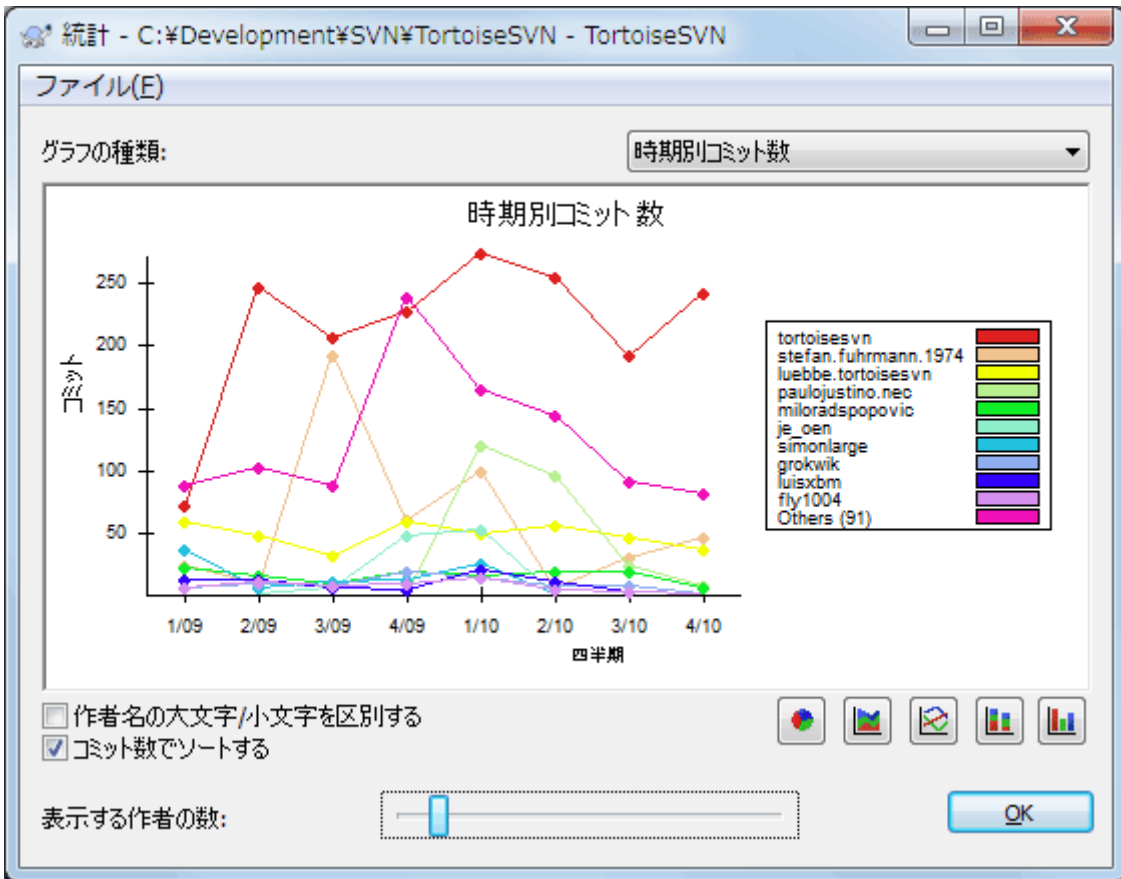 統計 - C:¥Development¥SVN¥TortoiseSVN - TortoiseSVN
ファイル(F)
グラフの種類:
時期別コミット数
時期別コミット数
コミット
250
200
150
100
50
1/09 2/09 3/09 4/09 1/10 2/10 3/10 4/10
四半期
tortoisesvn
stefan.fuhrmann.1974
luebbe.tortoisesvn
paulojustino.nec
miloradspopovic
je_oen
simonlarge
grokwik
luisxbm
fly1004
Others (91)
作者名の大文字/小文字を区別する
コミット数でソートする
表示する作者の数:
OK